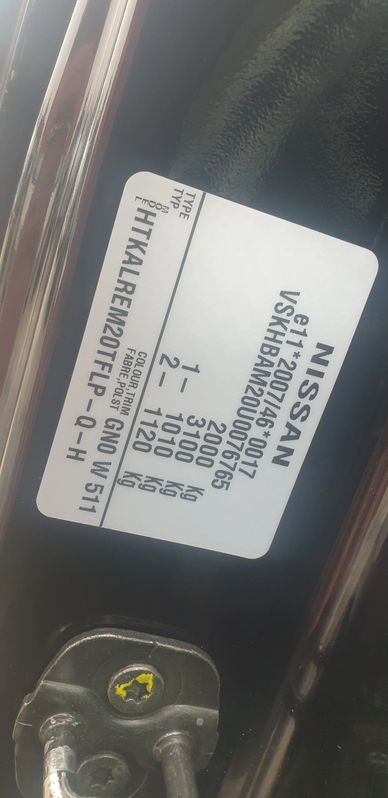 NISSAN
e11*2007/46*0017
VSKHBAM20U0076765
2000 Kg
3100 Kg
1- 1010 Kg
2- 1120 Kg
TYPE
TYP
COLOUR,TRIM
FABRE,POLST GN0 W 511
MODEL HTKALREM20TFLP-Q-H